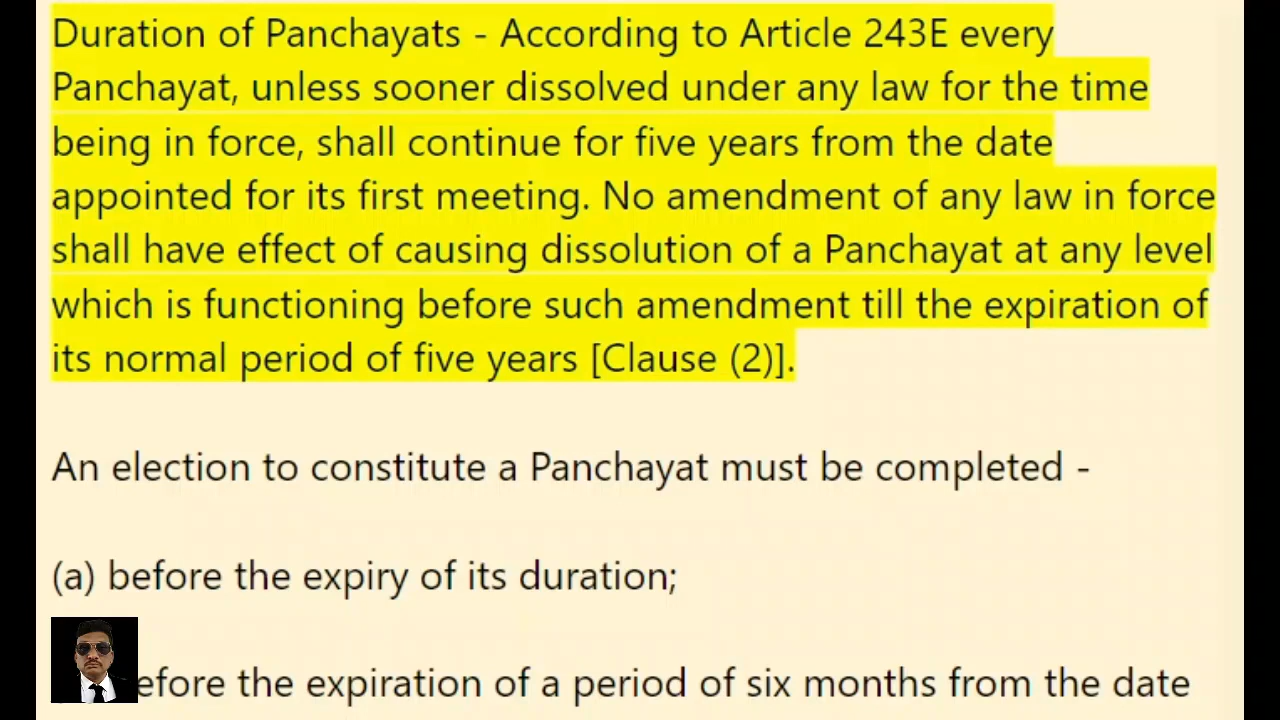 Duration of Panchayats - According to Article 243E every
Panchayat, unless sooner dissolved under any law for the time
being in force, shall continue for five years from the date
appointed for its first meeting. No amendment of any law in force
shall have effect of causing dissolution of a Panchayat at any level
which is functioning before such amendment till the expiration of
its normal period of five years [Clause (2)].
An election to constitute a Panchayat must be completed -
(a) before the expiry of its duration;
efore the expiration of a period of six months from the date